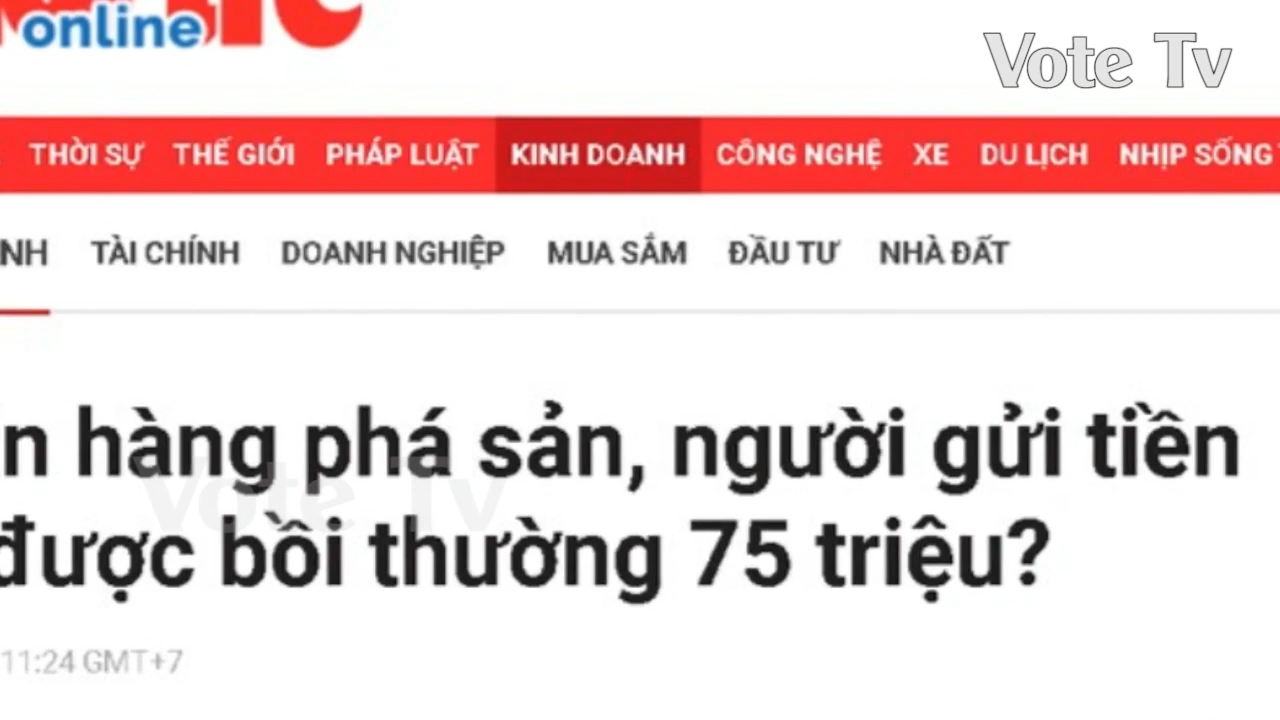 online
Vote Tv
THỜI SỰ THẾ GIỚI PHÁP LUẬT KINH DOANH CÔNG NGHỆ XE DU LỊCH NHỊP SỐNG
NH TÀI CHÍNH DOANH NGHIỆP MUA SẮM ĐẦU TƯ NHÀ ĐẤT
n hàng phá sản, người gửi tiền
Vote Tv
được bồi thường 75 triệu?
11:24 GMT+7